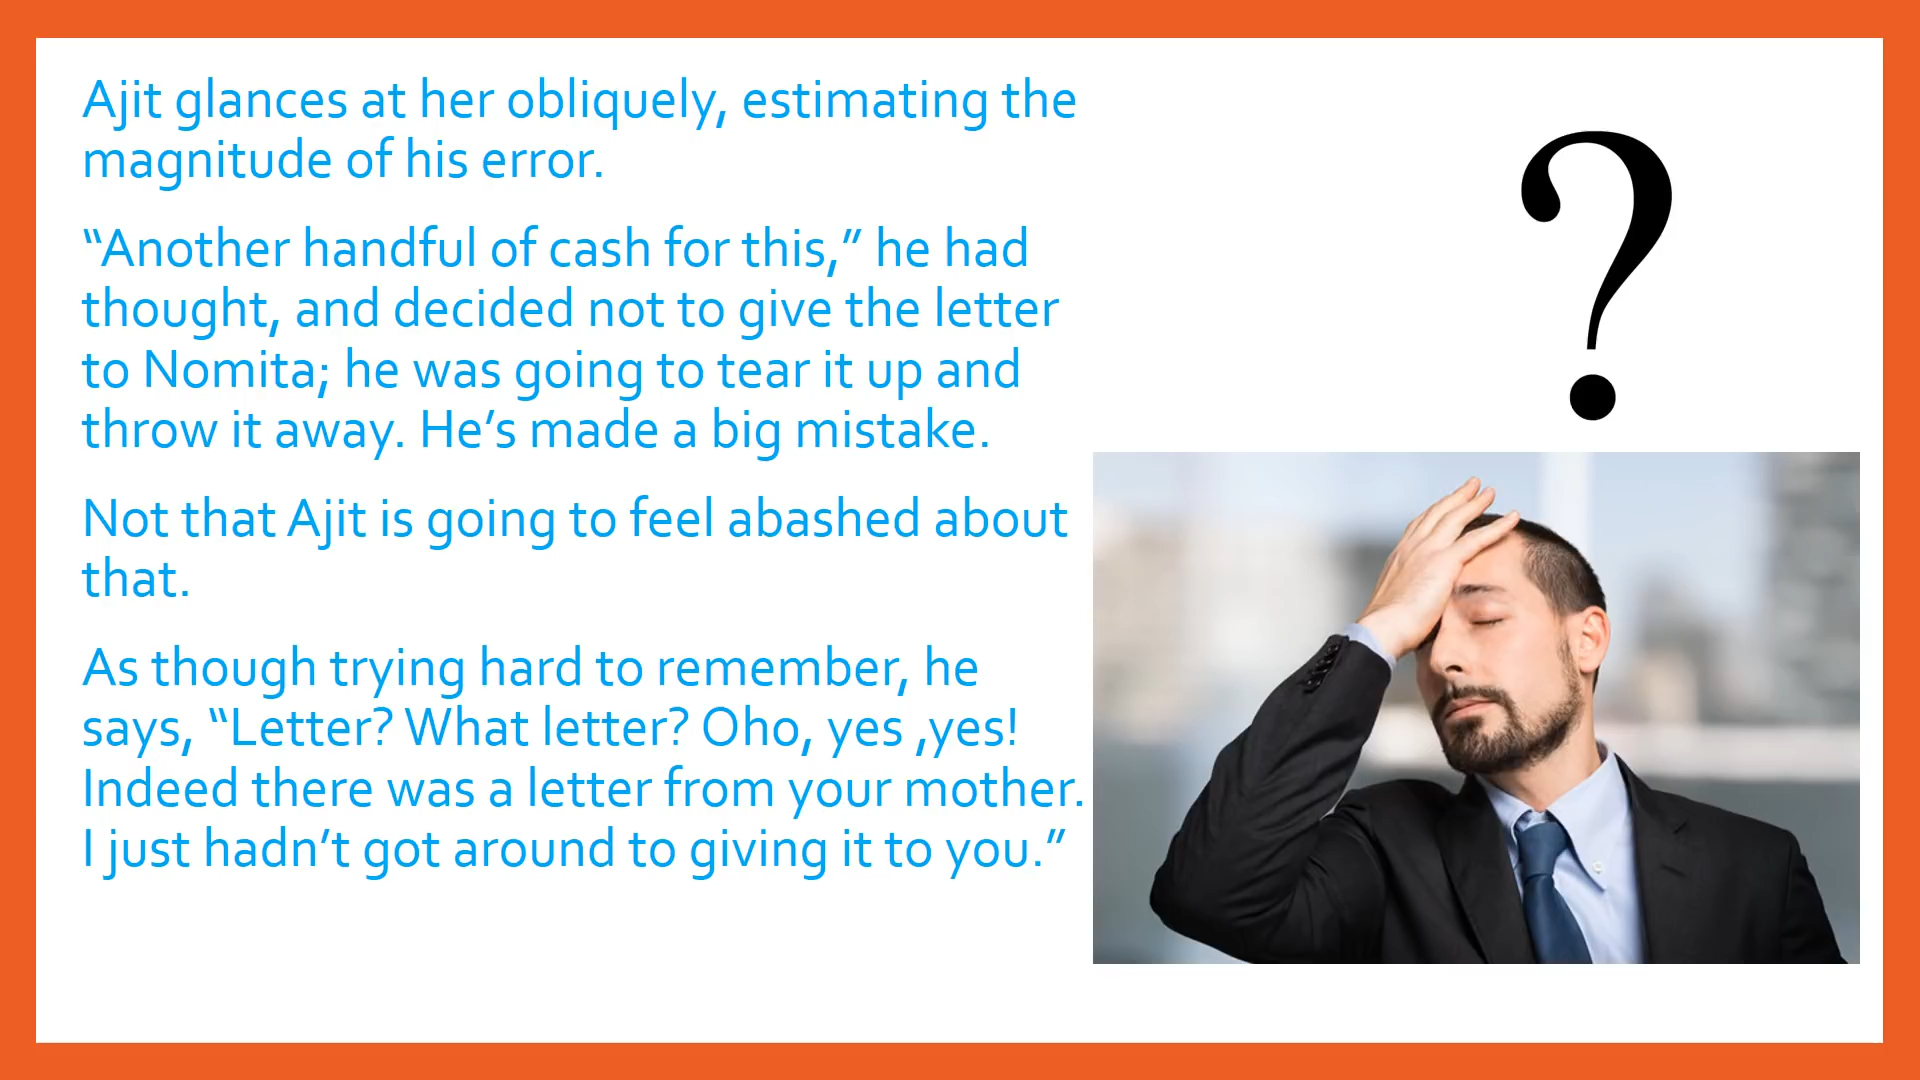 Ajit glances at her obliquely, estimating the
magnitude of his error.
“Another handful of cash for this,” he had
thought, and decided not to give the letter
to Nomita; he was going to tear it up and
throw it away. He’s made a big mistake.
Not that Ajit is going to feel abashed about
that.
As though trying hard to remember, he
says, “Letter? What letter? Oho, yes ,yes!
Indeed there was a letter from your mother.
I just hadn’t got around to giving it to you.”
?